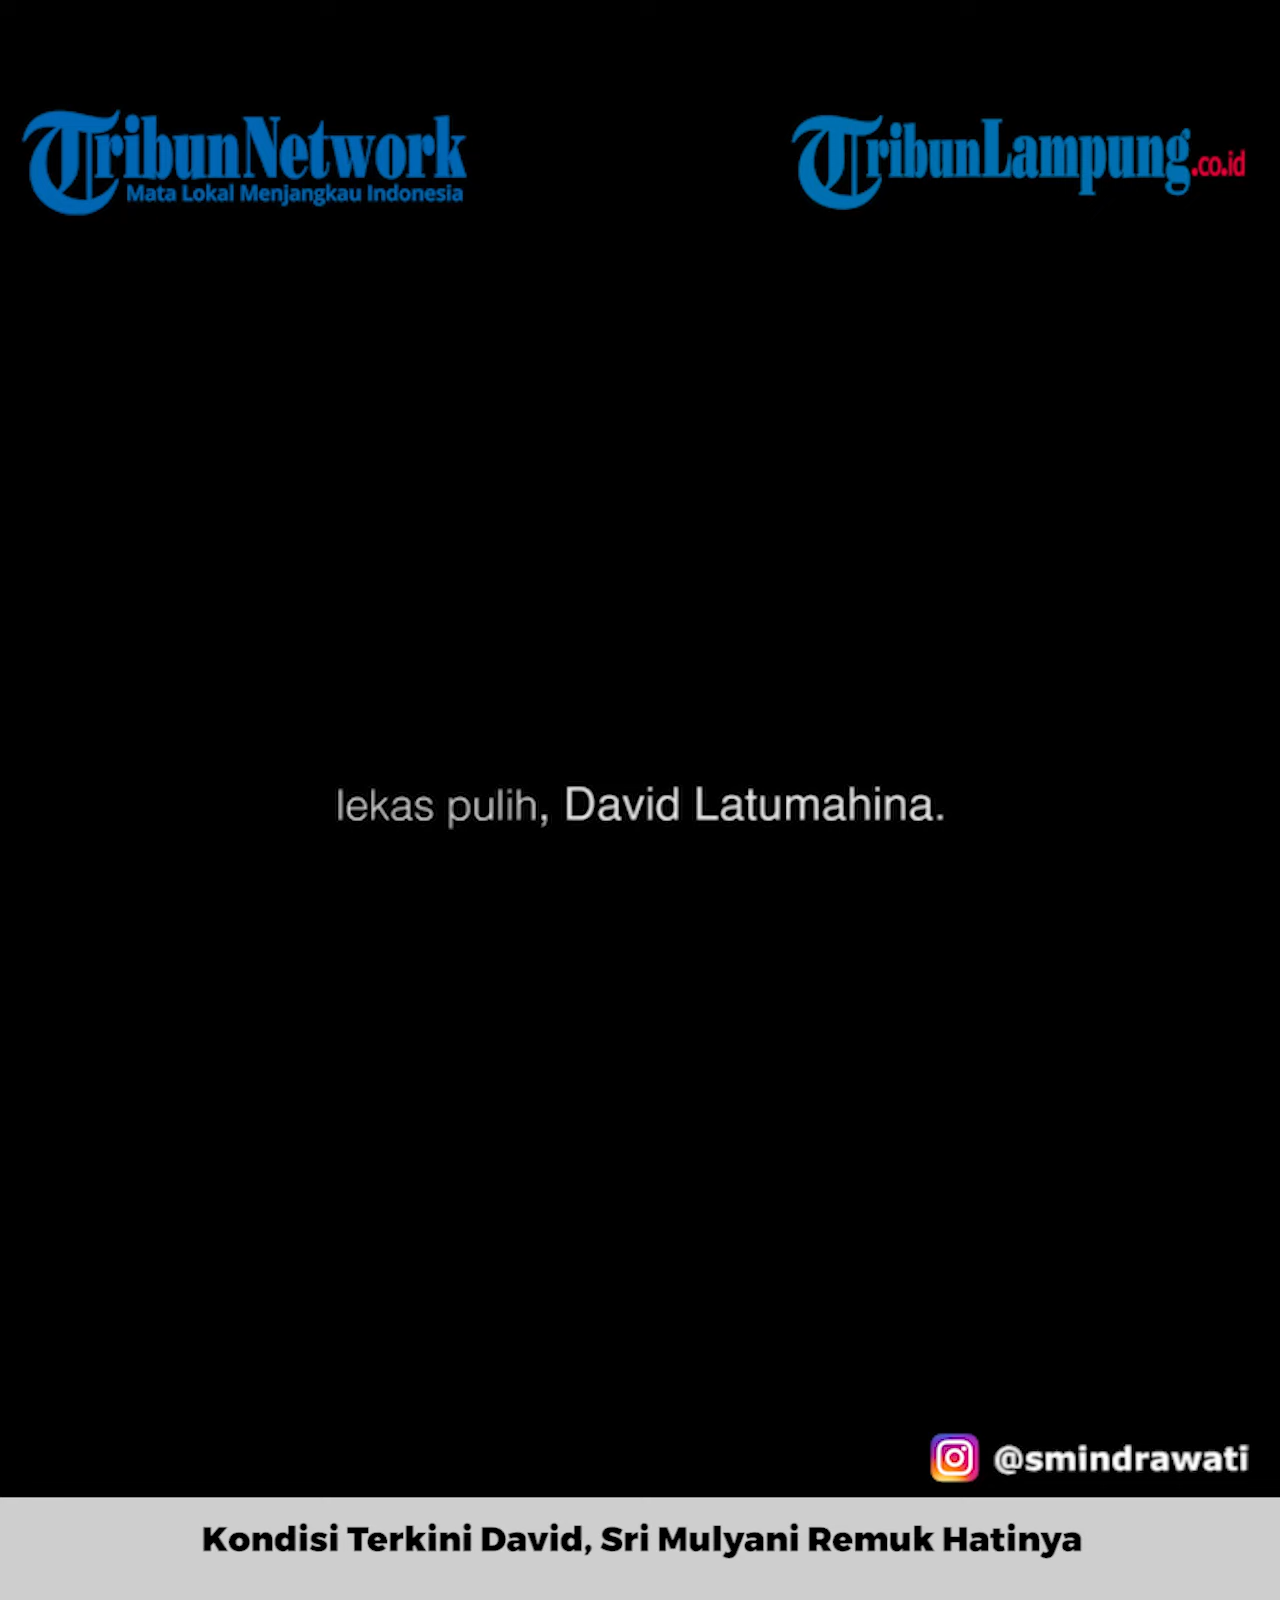 TribunNetwork
Mata Lokal Menjangkau Indonesia
TribunLampung.co.id
lekas pulih, David Latumahina.
@smindrawati
Kondisi Terkini David, Sri Mulyani Remuk Hatinya